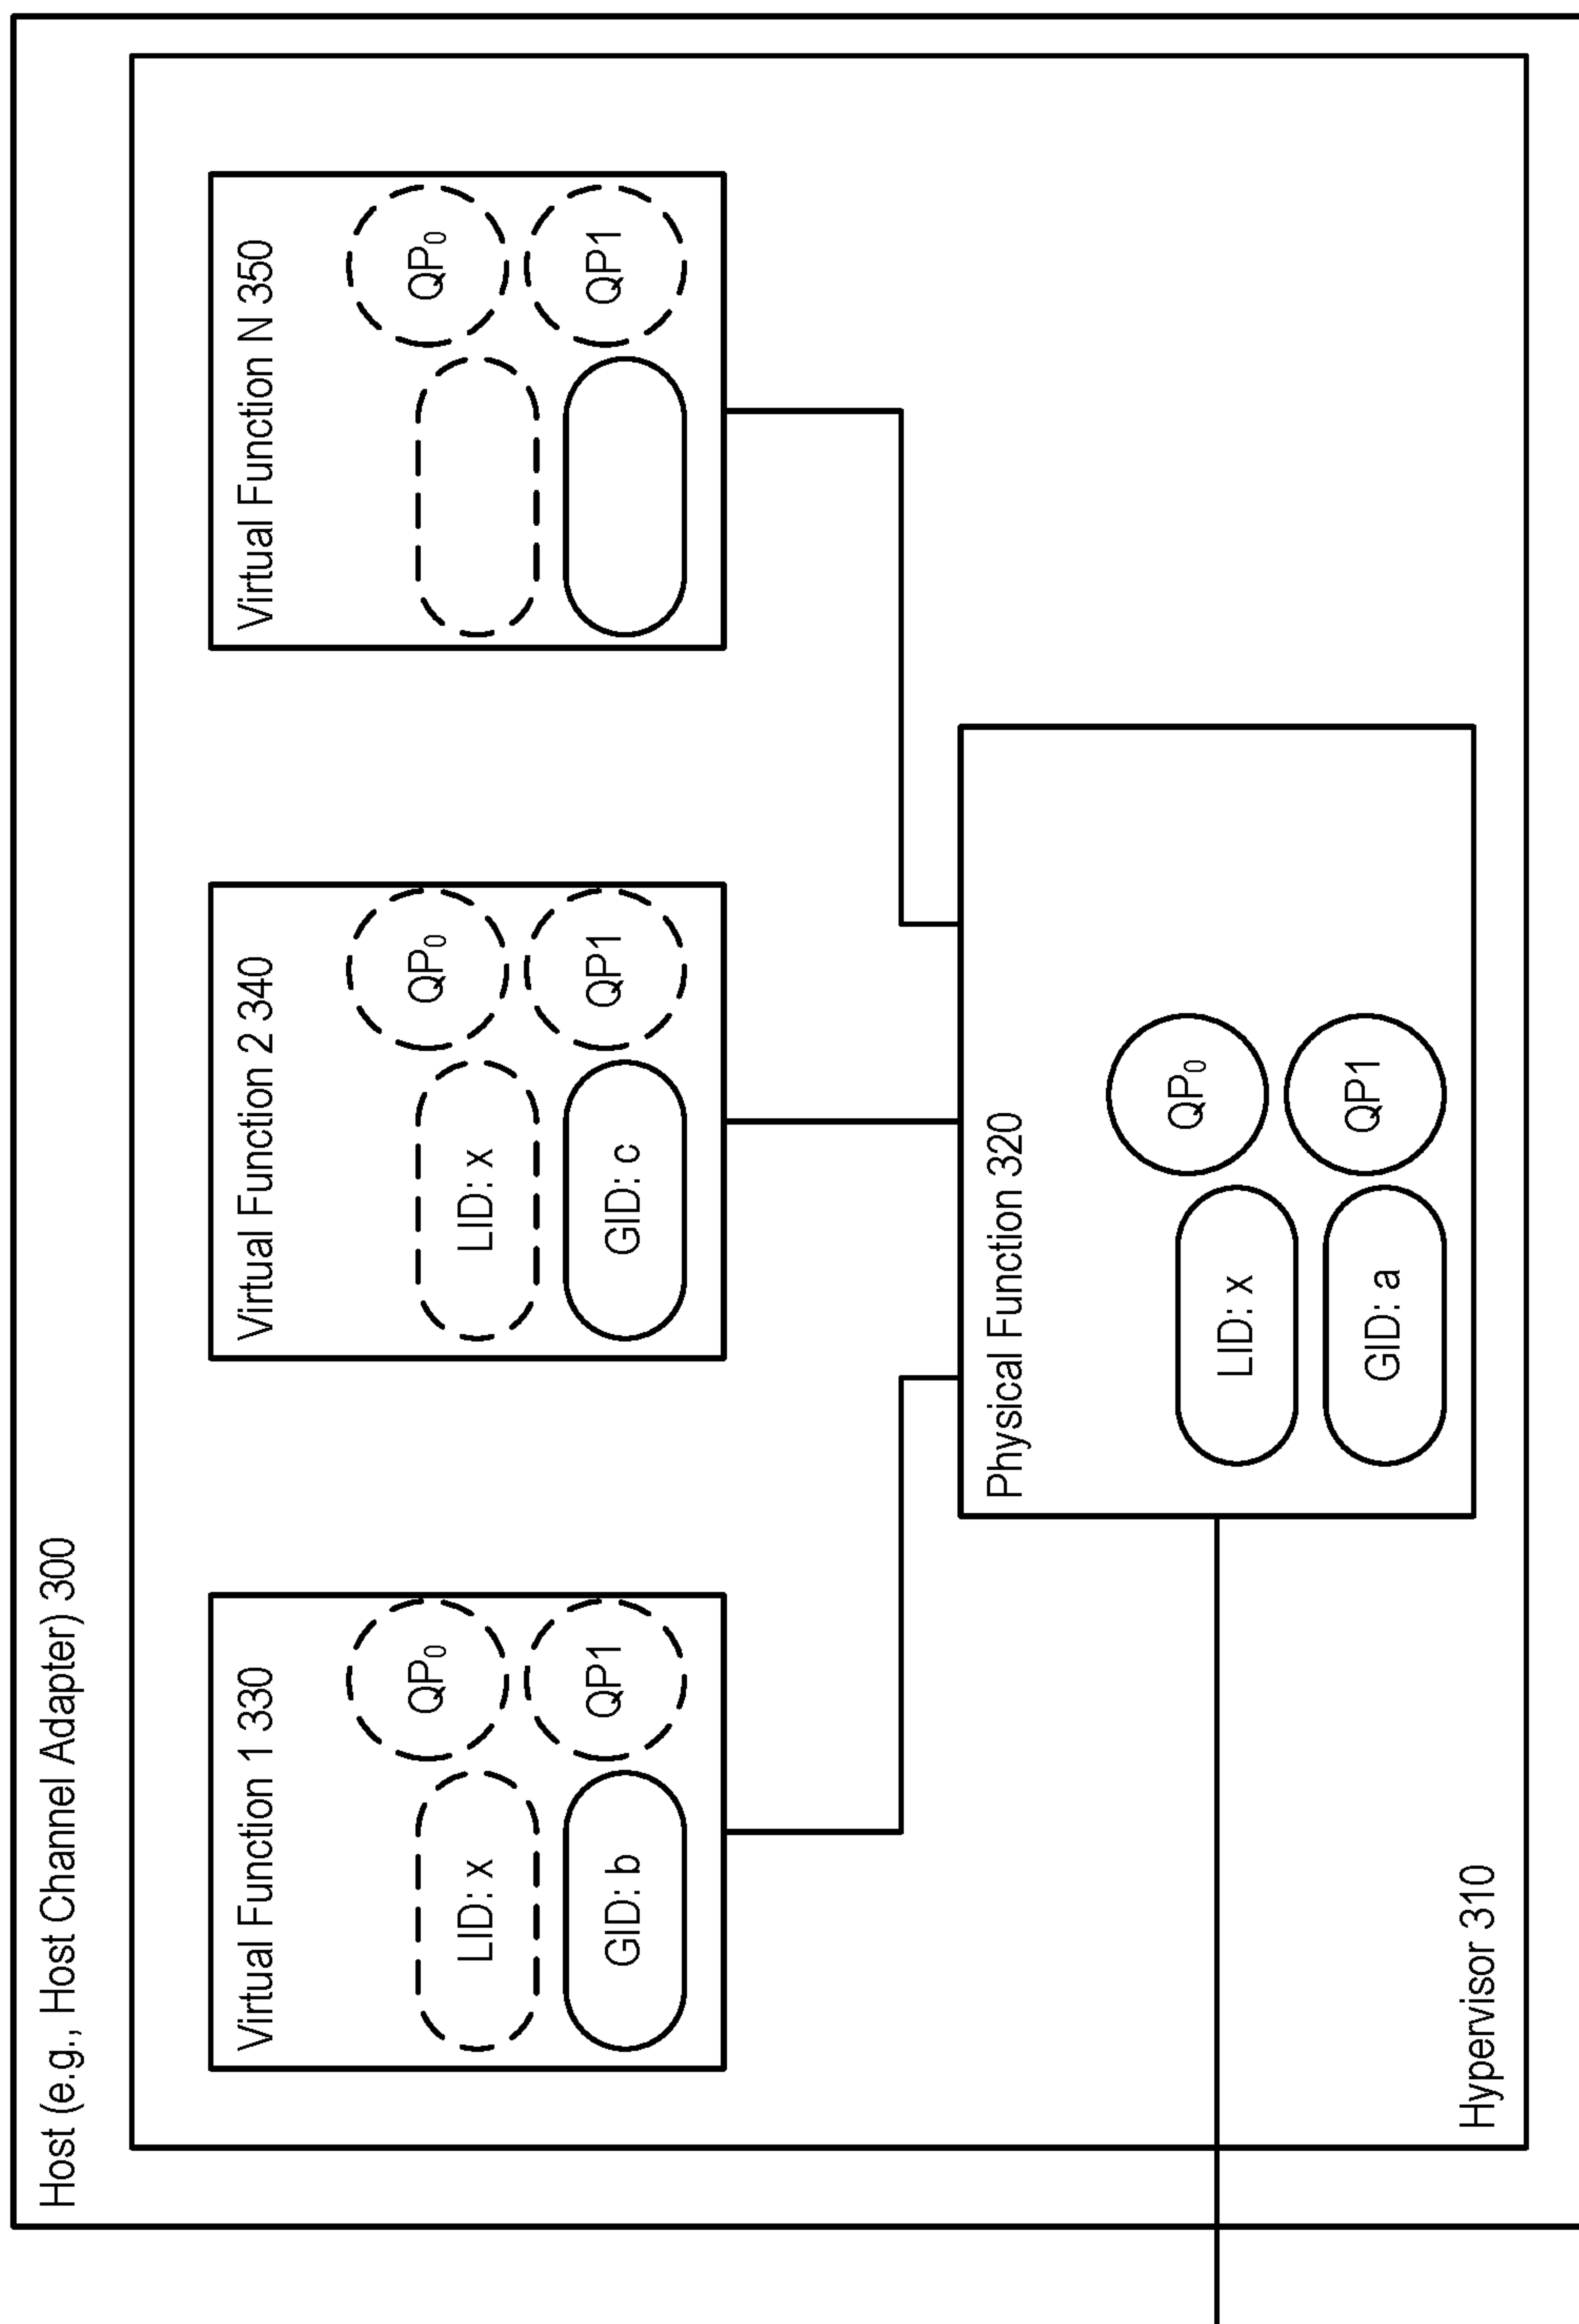 Host (e.g., Host Channel Adapter) 300
Virtual Function 1 330
QP₀
LID: x
QP1
GID: b
Virtual Function 2 340
QP₀
LID: x
QP1
GID: c
Virtual Function N 350
QP₀
QP1
Physical Function 320
QP₀
LID: x
QP1
GID: a
Hypervisor 310